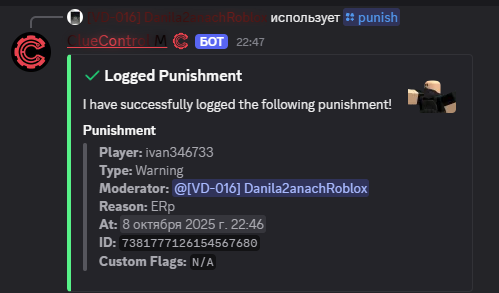 [VD-016] Danila2anachRoblox использует punish
БОТ 22:47
Logged Punishment
I have successfully logged the following punishment!
Punishment
Player: ivan346733
Type: Warning
Moderator: @[VD-016] Danila2anachRoblox
Reason: ERp
At: 8 октября 2025 г. 22:46
ID: 7381777126154567680
Custom Flags: N/A